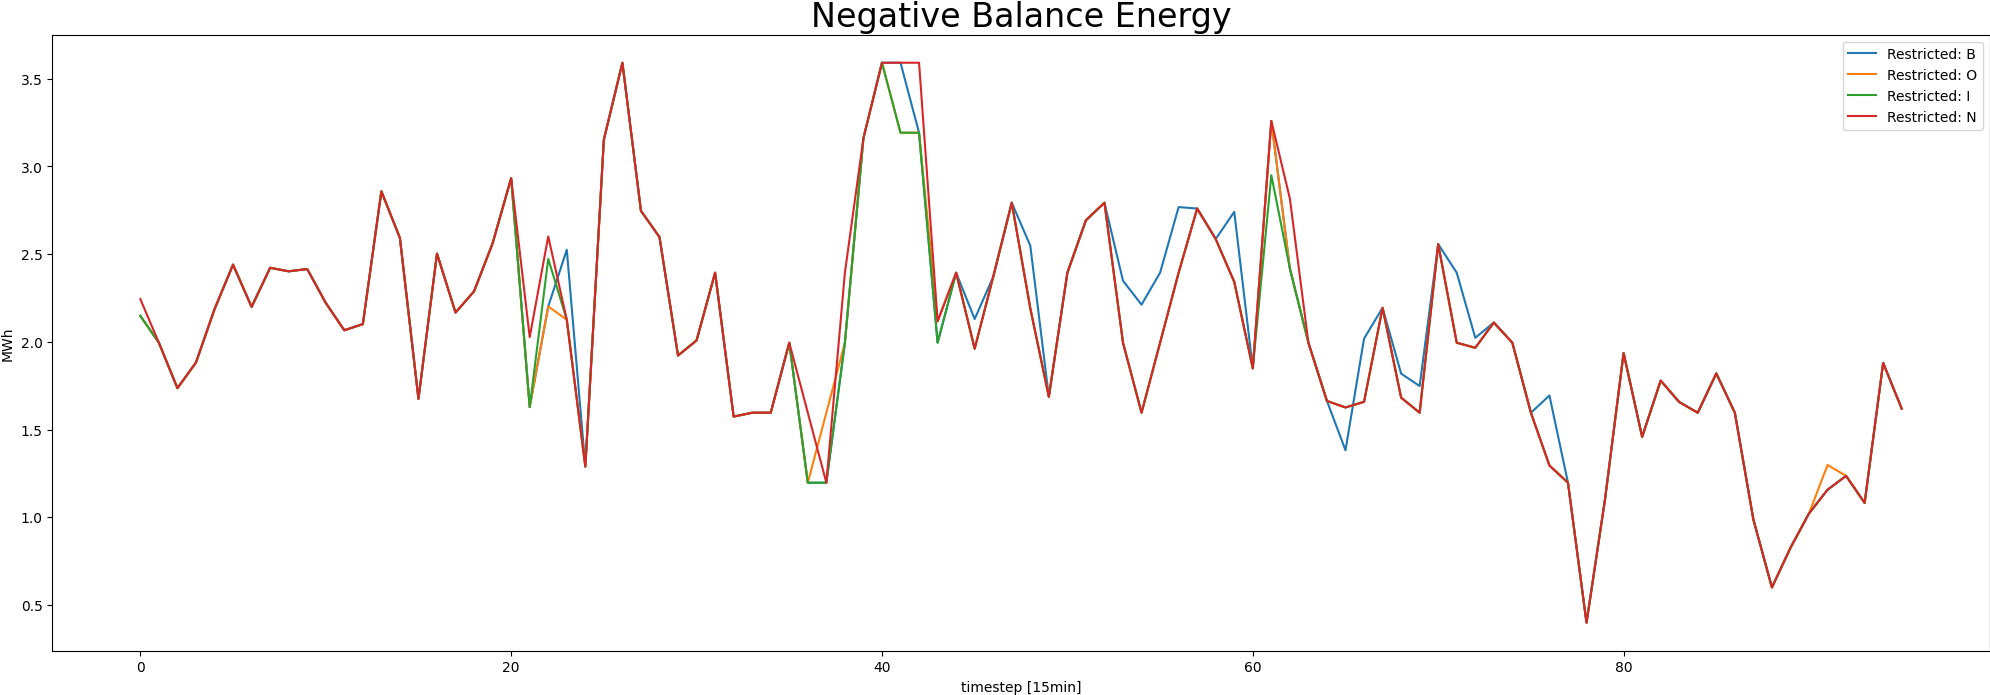 Negative Balance Energy
Restricted: B
Restricted: O
Restricted: I
Restricted: N
3.5
3.0
2.5
2.0
1.5
1.0
0.5
MWh
0 20 40 60 80
timestep [15min]